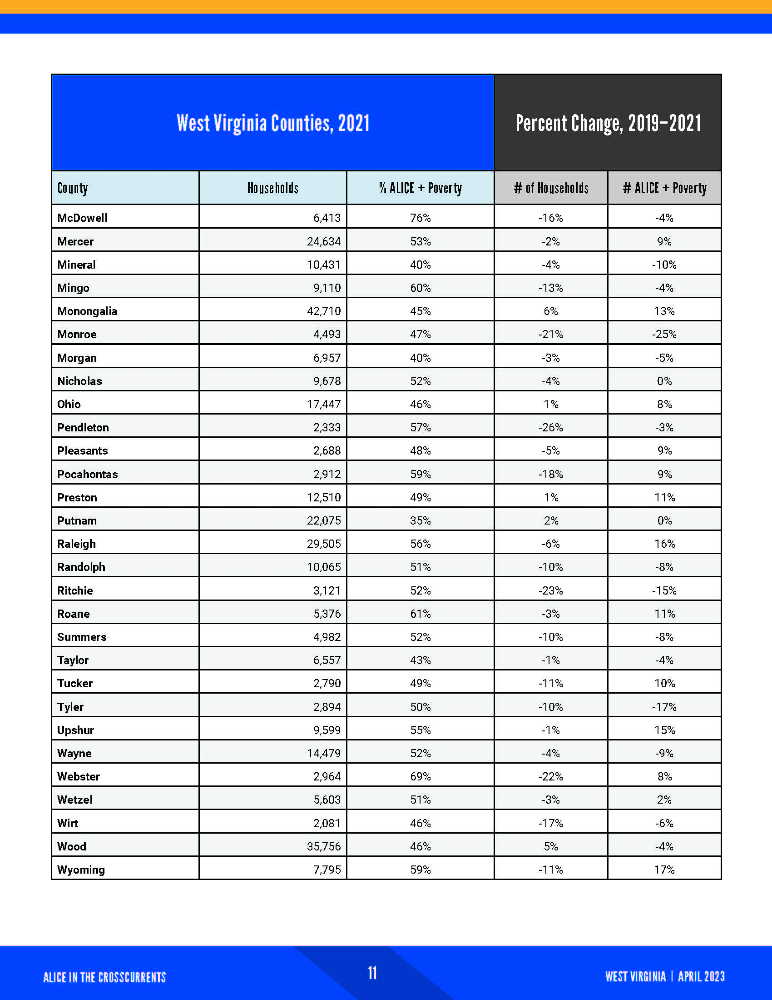 West Virginia Counties, 2021 Percent Change, 2019–2021
County Households % ALICE + Poverty # of Households # ALICE + Poverty
McDowell 6,413 76% -16% -4%
Mercer 24,634 53% -2% 9%
Mineral 10,431 40% -4% -10%
Mingo 9,110 60% -13% -4%
Monongalia 42,710 45% 6% 13%
Monroe 4,493 47% -21% -25%
Morgan 6,957 40% -3% -5%
Nicholas 9,678 52% -4% 0%
Ohio 17,447 46% 1% 8%
Pendleton 2,333 57% -26% -3%
Pleasants 2,688 48% -5% 9%
Pocahontas 2,912 59% -18% 9%
Preston 12,510 49% 1% 11%
Putnam 22,075 35% 2% 0%
Raleigh 29,505 56% -6% 16%
Randolph 10,065 51% -10% -8%
Ritchie 3,121 52% -23% -15%
Roane 5,376 61% -3% 11%
Summers 4,982 52% -10% -8%
Taylor 6,557 43% -1% -4%
Tucker 2,790 49% -11% 10%
Tyler 2,894 50% -10% -17%
Upshur 9,599 55% -1% 15%
Wayne 14,479 52% -4% -9%
Webster 2,964 69% -22% 8%
Wetzel 5,603 51% -3% 2%
Wirt 2,081 46% -17% -6%
Wood 35,756 46% 5% -4%
Wyoming 7,795 59% -11% 17%
ALICE IN THE CROSSCURRENTS 11 WEST VIRGINIA | APRIL 2023